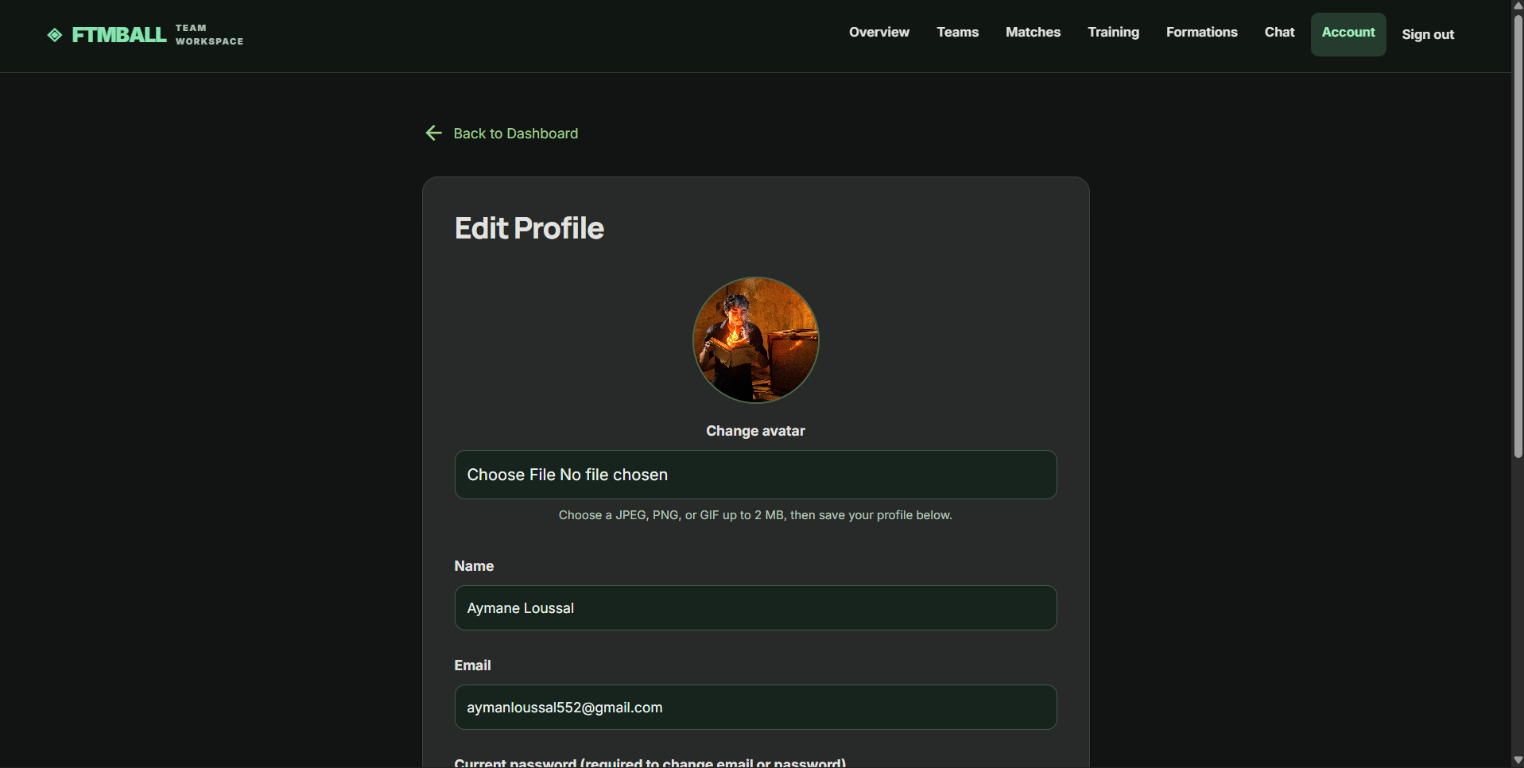 FTMBALL
TEAM
WORKSPACE
Overview
Teams
Matches
Training
Formations
Chat
Account
Sign out
Back to Dashboard
Edit Profile
Change avatar
Choose File No file chosen
Choose a JPEG, PNG, or GIF up to 2 MB, then save your profile below.
Name
Aymane Loussal
Email
aymanloussal552@gmail.com
Current password (required to change email or password)